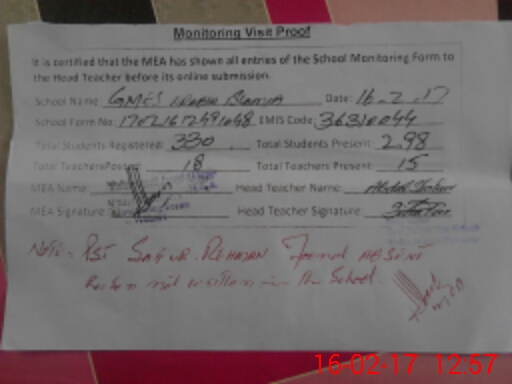 Monitoring Visit Proof
It is certified that the MEA has shown all entries of the School Monitoring Form to
the Head Teacher before its online submission.
School Name: GMES Date: 16.2.17
School Form No: EMIS Code: 36310044
Total Students Registered: 330 Total Students Present: 298
Total Teachers Posted: 18 Total Teachers Present: 15
MEA Name: Head Teacher Name:
MEA Signature: Head Teacher Signature:
Note:- PST REHMAN Found ABSENT
not written in the School.
16-02-17 12:57